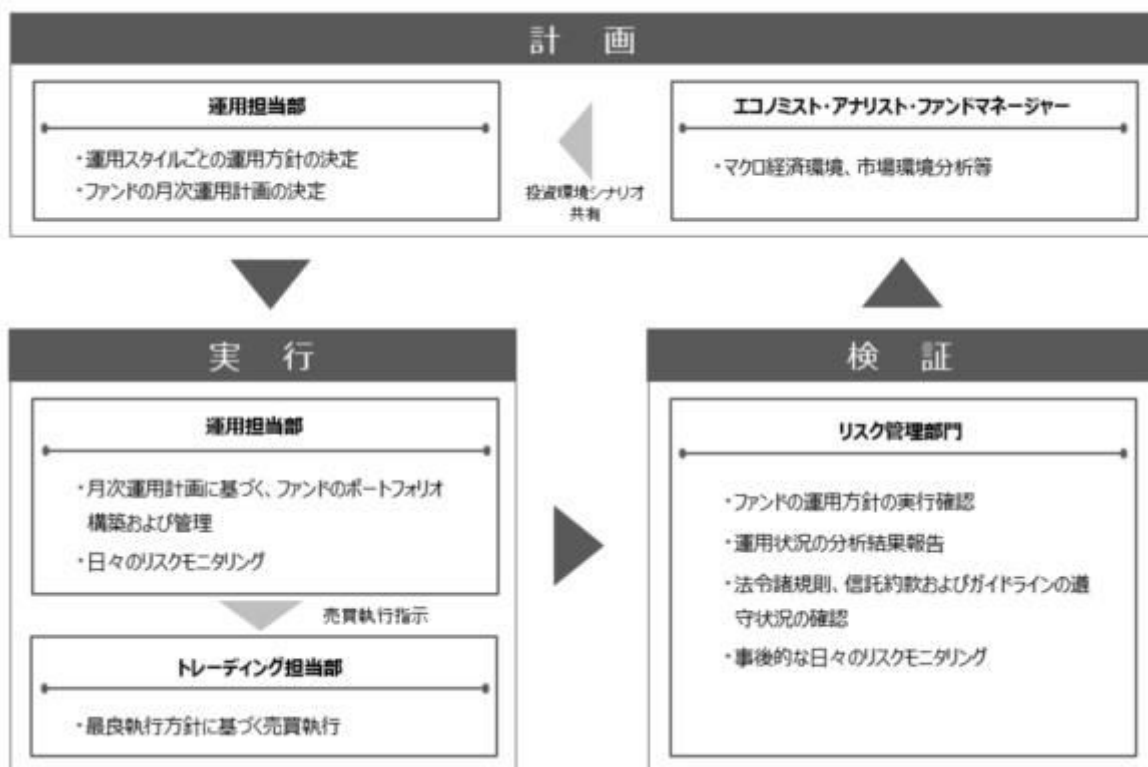 計 画
運用担当部
・運用スタイルごとの運用方針の決定
・ファンドの月次運用計画の決定
投資環境シナリオ
共有
エコノミスト・アナリスト・ファンドマネージャー
・マクロ経済環境、市場環境分析等
実 行
運用担当部
・月次運用計画に基づく、ファンドのポートフォリオ
構築および管理
・日々のリスクモニタリング
売買執行指示
トレーディング担当部
・最良執行方針に基づく売買執行
検 証
リスク管理部門
・ファンドの運用方針の実行確認
・運用状況の分析結果報告
・法令諸規則、信託約款およびガイドラインの遵
守状況の確認
・事後的な日々のリスクモニタリング